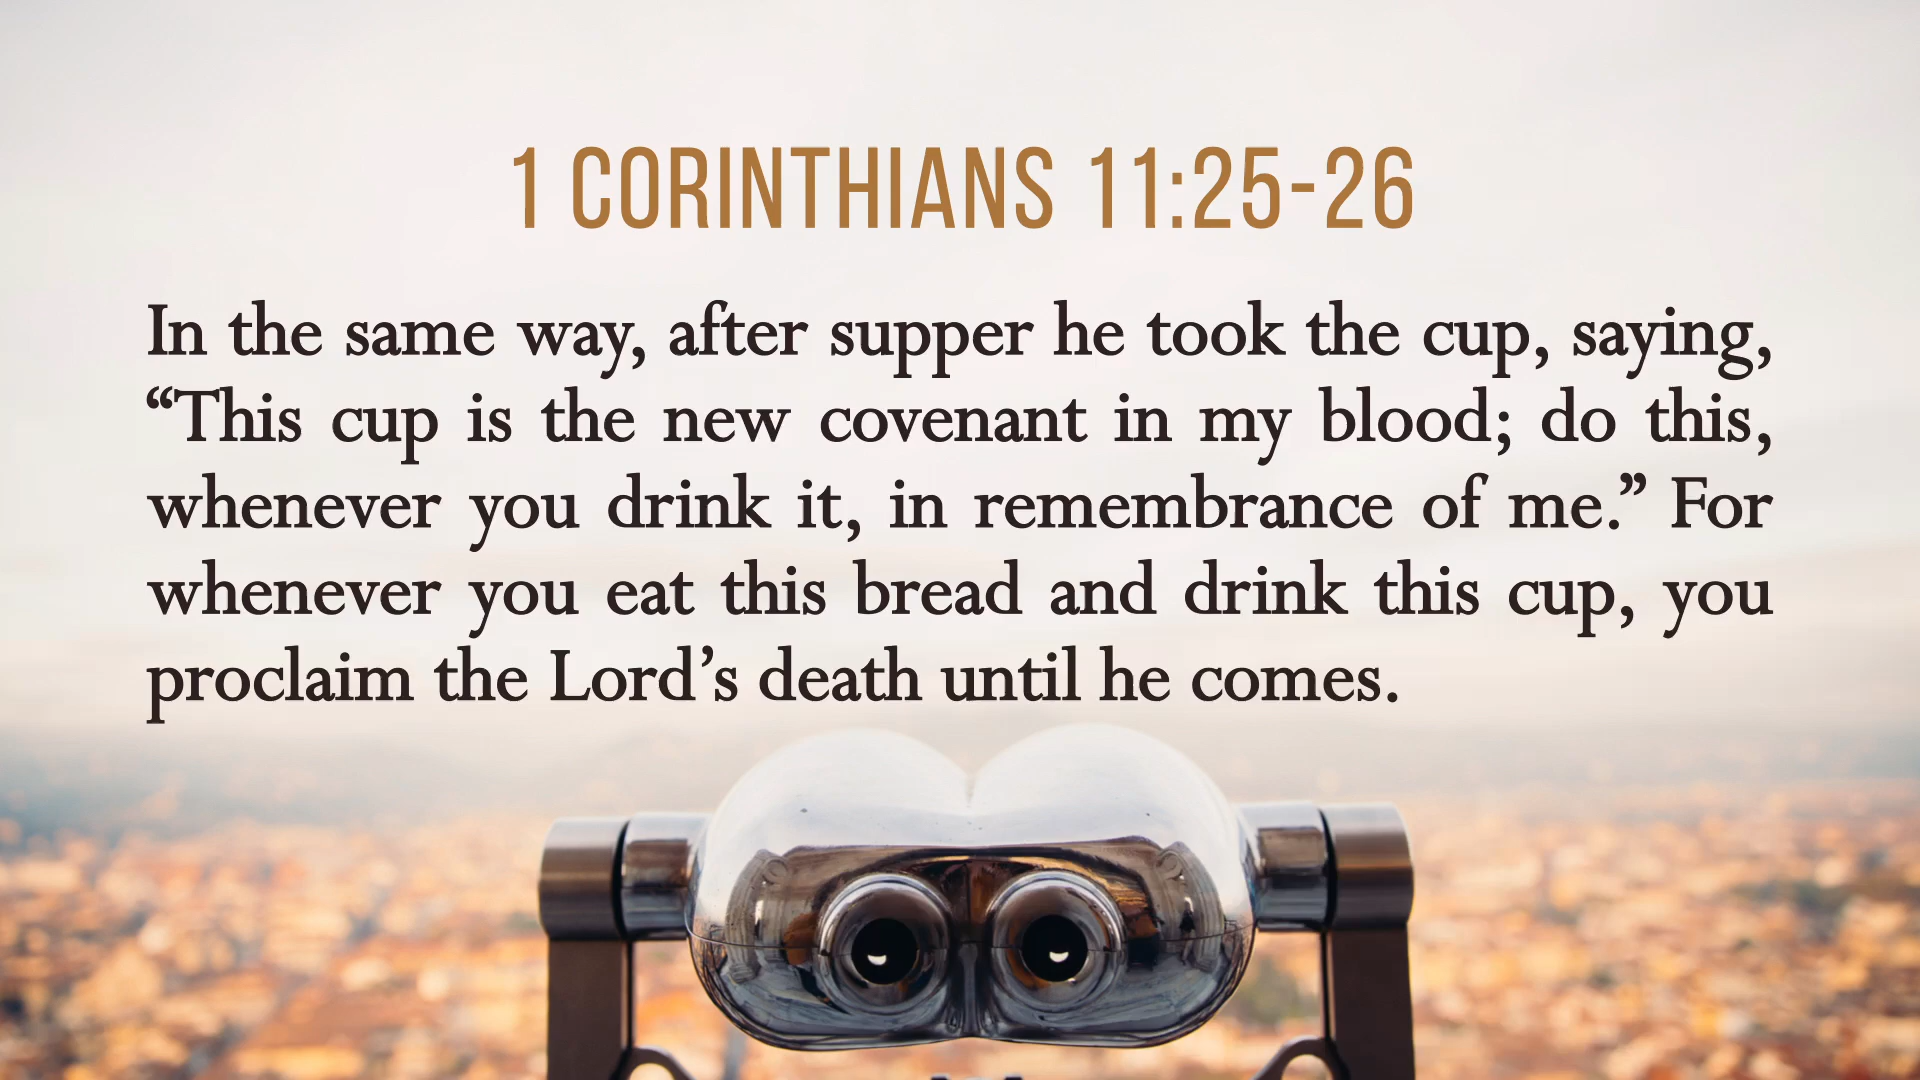 1 CORINTHIANS 11:25-26
In the same way, after supper he took the cup, saying,
“This cup is the new covenant in my blood; do this,
whenever you drink it, in remembrance of me.” For
whenever you eat this bread and drink this cup, you
proclaim the Lord’s death until he comes.